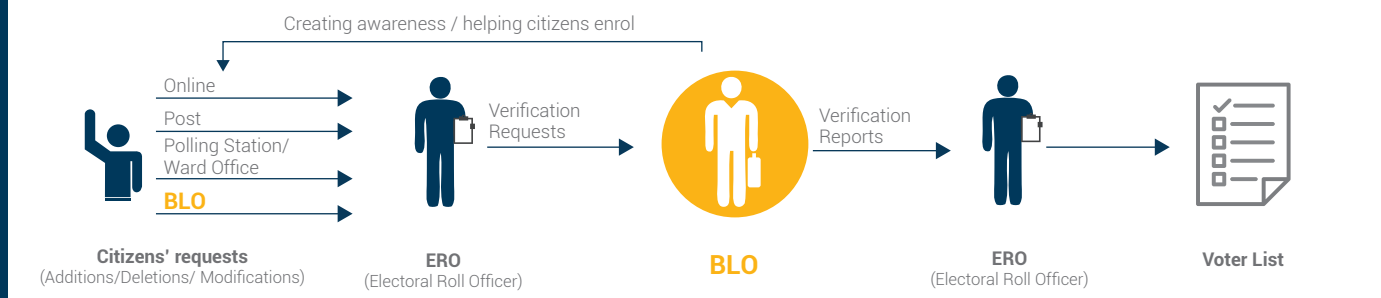 Creating awareness / helping citizens enrol
Online
Post
Polling Station/
Ward Office
BLO
Verification
Requests
Verification
Reports
Citizens' requests
(Additions/Deletions/ Modifications)
ERO
(Electoral Roll Officer)
BLO
ERO
(Electoral Roll Officer)
Voter List